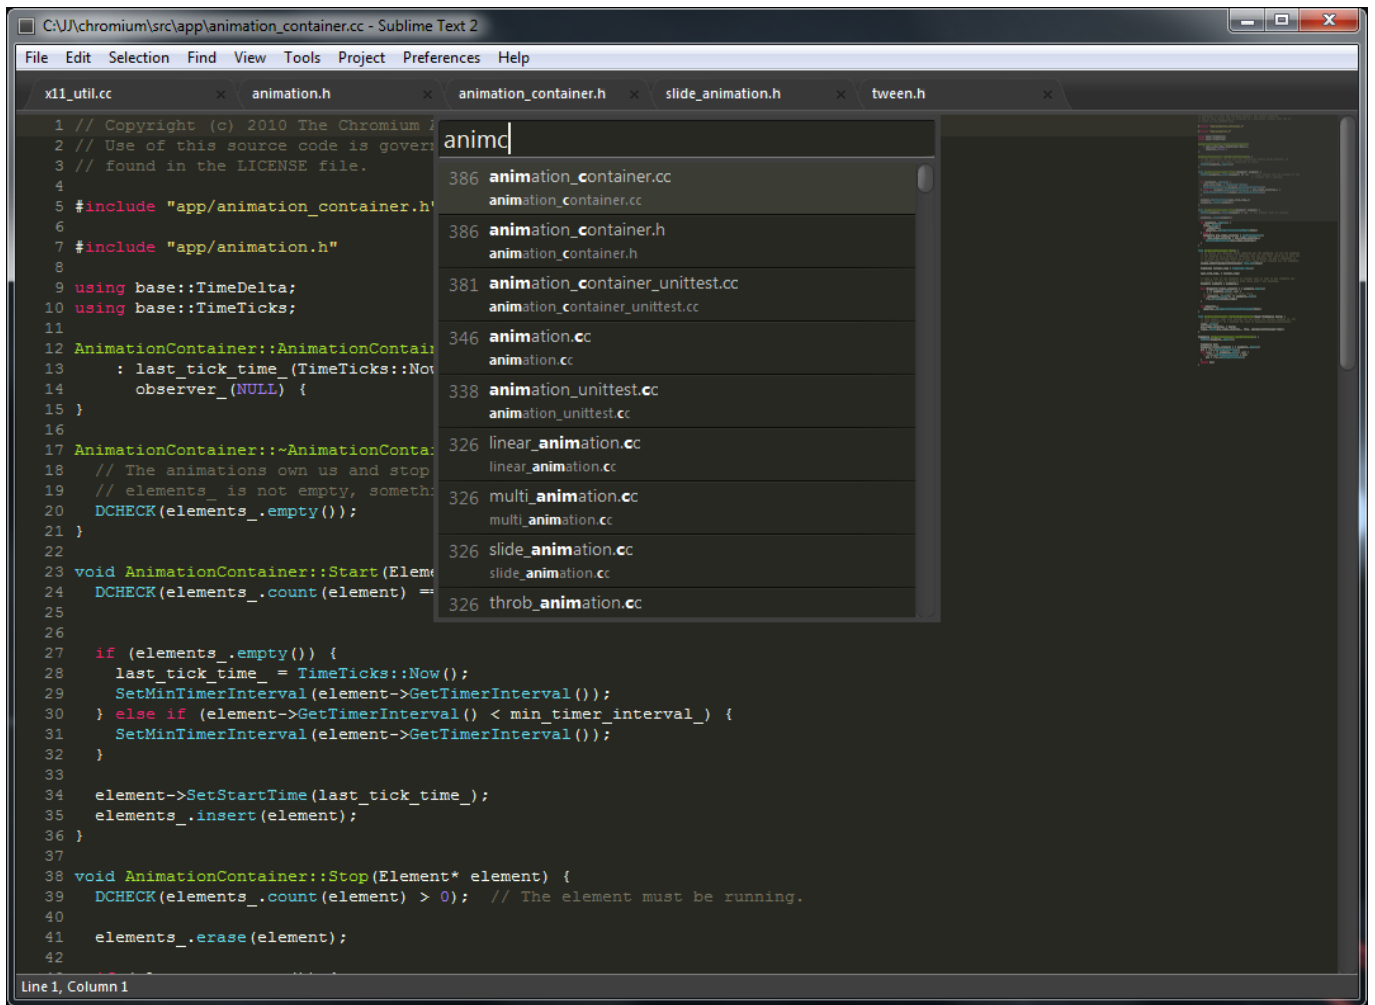 C:\JJ\chromium\src\app\animation_container.cc - Sublime Text 2
File Edit Selection Find View Tools Project Preferences Help
x11_util.cc animation.h animation_container.h slide_animation.h tween.h
animc
386 animation_container.cc
animation_container.cc
386 animation_container.h
animation_container.h
381 animation_container_unittest.cc
animation_container_unittest.cc
346 animation.cc
animation.cc
338 animation_unittest.cc
animation_unittest.cc
326 linear_animation.cc
linear_animation.cc
326 multi_animation.cc
multi_animation.cc
326 slide_animation.cc
slide_animation.cc
326 throb_animation.cc
1 // Copyright (c) 2010 The Chromium
2 // Use of this source code is gover
3 // found in the LICENSE file.
4
5 #include "app/animation_container.h"
6
7 #include "app/animation.h"
8
9 using base::TimeDelta;
10 using base::TimeTicks;
11
12 AnimationContainer::AnimationContai
13 : last_tick_time_(TimeTicks::Now
14 observer_(NULL) {
15 }
16
17 AnimationContainer::~AnimationConta
18 // The animations own us and stop
19 // elements_ is not empty, somethi
20 DCHECK(elements_.empty());
21 }
22
23 void AnimationContainer::Start(Eleme
24 DCHECK(elements_.count(element) ==
25
26
27 if (elements_.empty()) {
28 last_tick_time_ = TimeTicks::Now();
29 SetMinTimerInterval(element->GetTimerInterval());
30 } else if (element->GetTimerInterval() < min_timer_interval_) {
31 SetMinTimerInterval(element->GetTimerInterval());
32 }
33
34 element->SetStartTime(last_tick_time_);
35 elements_.insert(element);
36 }
37
38 void AnimationContainer::Stop(Element* element) {
39 DCHECK(elements_.count(element) > 0); // The element must be running.
40
41 elements_.erase(element);
42
Line 1, Column 1